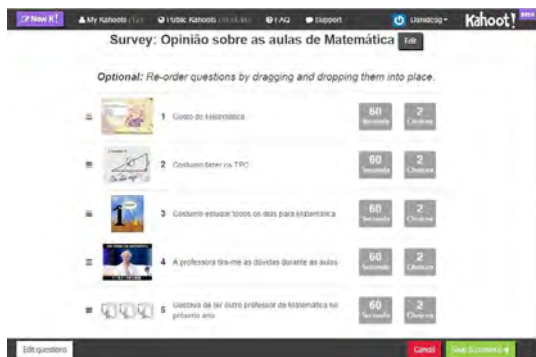 New K!
My Kahoots
Public Kahoots
FAQ
Support
Kahoot!
Survey: Opinião sobre as aulas de Matemática Edit
Optional: Re-order questions by dragging and dropping them into place.
1 Gosto de Matemática
60 Seconds
2 Choices
2 Costumo fazer os TPC
60 Seconds
2 Choices
3 Costumo estudar todos os dias para Matemática
60 Seconds
2 Choices
4 A professora tira-me as dúvidas durante as aulas
60 Seconds
2 Choices
5 Gostava de ter outro professor de Matemática no
próximo ano
60 Seconds
2 Choices
Edit questions
Cancel